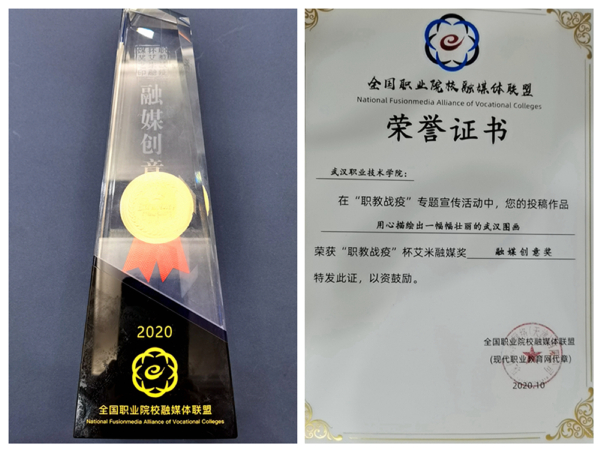 融媒创意
2020
全国职业院校融媒体联盟
National Fusionmedia Alliance of Vocational Colleges
全国职业院校融媒体联盟
National Fusionmedia Alliance of Vocational Colleges
荣誉证书
武汉职业技术学院：
在“职教战疫”专题宣传活动中，您的投稿作品
用心描绘出一幅幅壮丽的武汉图画
荣获“职教战疫”杯艾米融媒奖 融媒创意奖
特发此证，以资鼓励。
全国职业院校融媒体联盟
(现代职业教育网代章)
2020.10